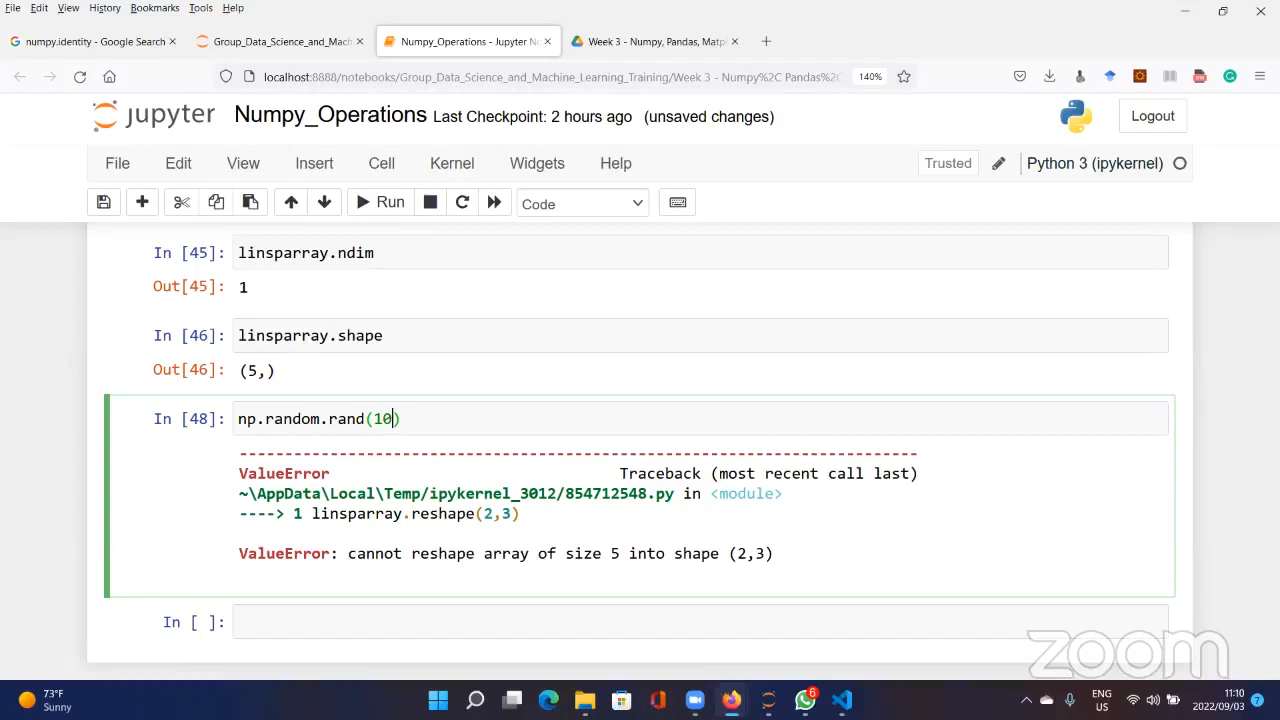 File Edit View History Bookmarks Tools Help
numpy.identity - Google Search
Group_Data_Science_and_Mach
Numpy_Operations - Jupyter No
Week 3 - Numpy, Pandas, Matp
localhost:8888/notebooks/Group_Data_Science_and_Machine_Learning_Training/Week 3 - Numpy%2C Pandas%2C
140%
jupyter Numpy_Operations Last Checkpoint: 2 hours ago (unsaved changes)
Logout
File Edit View Insert Cell Kernel Widgets Help
Trusted
Python 3 (ipykernel)
Run
Code
In [45]: linsparray.ndim
Out[45]: 1
In [46]: linsparray.shape
Out[46]: (5,)
In [48]: np.random.rand(10)
---------------------------------------------------------------------------
ValueError Traceback (most recent call last)
~\AppData\Local\Temp/ipykernel_3012/854712548.py in <module>
----> 1 linsparray.reshape(2,3)
ValueError: cannot reshape array of size 5 into shape (2,3)
In [ ]:
zoom
73°F
Sunny
6
ENG
US
11:10
2022/09/03
7